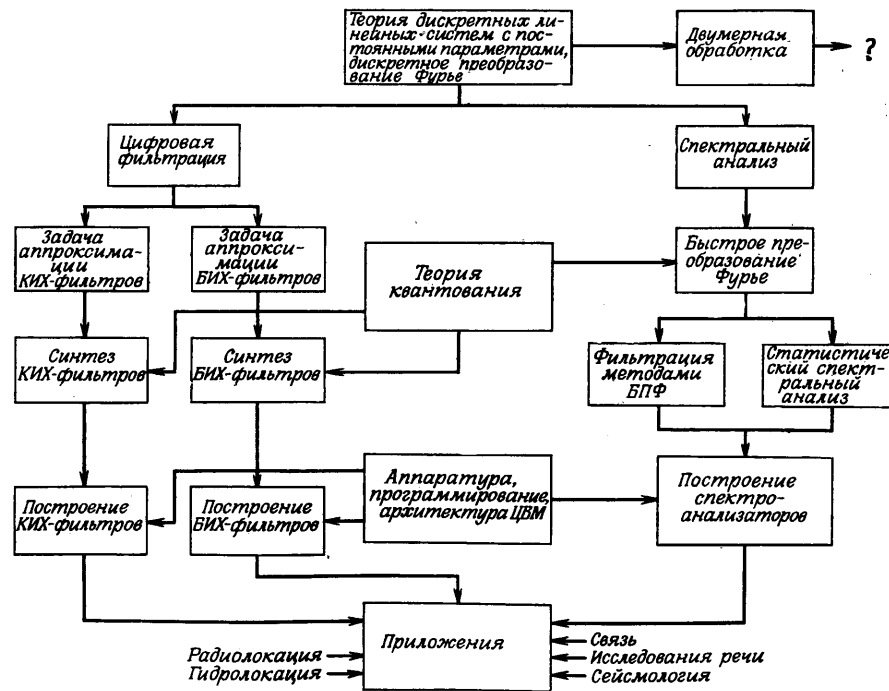 Теория дискретных ли-
нейных систем с пос-
тоянными параметрами,
дискретное преобразо-
вание Фурье
Двумерная
обработка
?
Цифровая
фильтрация
Спектральный
анализ
Задача
аппроксима-
ции
КИХ-фильтров
Задача
аппрокси-
мации
БИХ-фильтров
Теория
квантования
Быстрое пре-
образование
Фурье
Синтез
КИХ-фильтров
Синтез
БИХ-фильтров
Фильтрация
методами
БПФ
Статистиче-
ский спект-
ральный
анализ
Построение
КИХ-фильтров
Построение
БИХ-фильтров
Аппаратура,
программирование,
архитектура ЦВМ
Построение
спектро-
анализаторов
Приложения
Радиолокация
Гидролокация
Связь
Исследования речи
Сейсмология